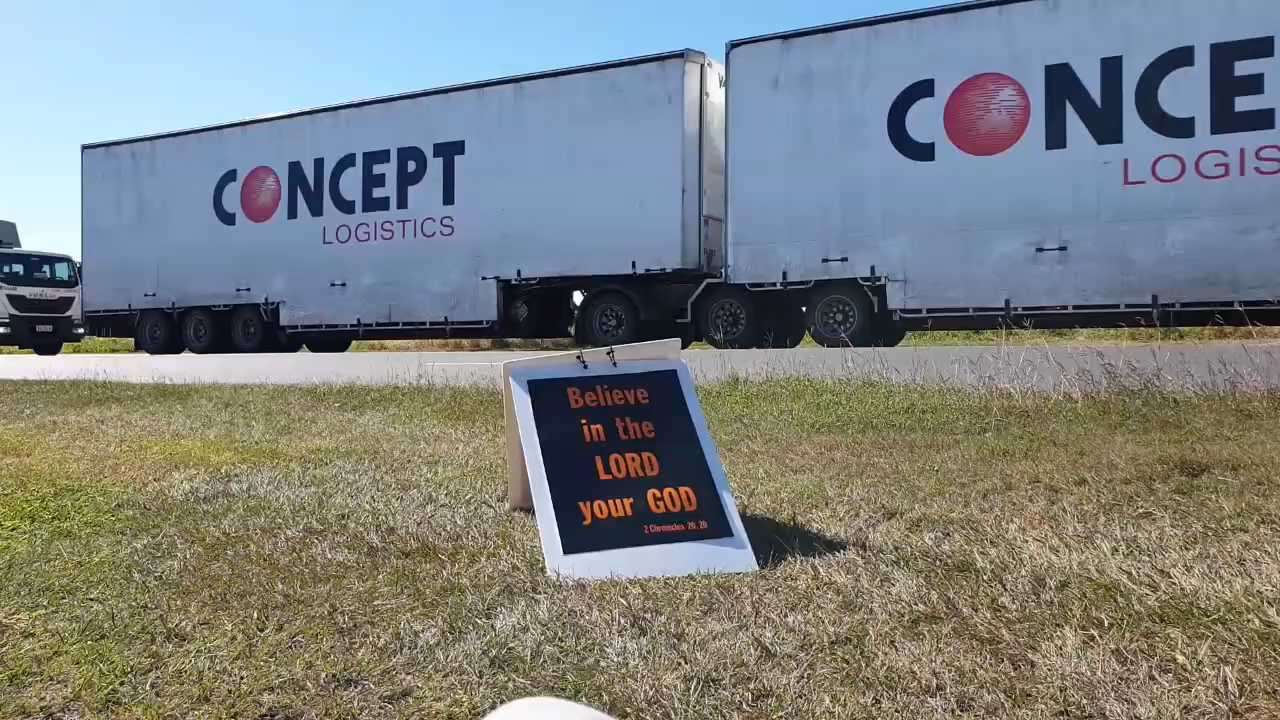 CONCEPT
LOGISTICS
CONCE
LOGIS
Believe
in the
LORD
your GOD
2 Chronicles 20.20